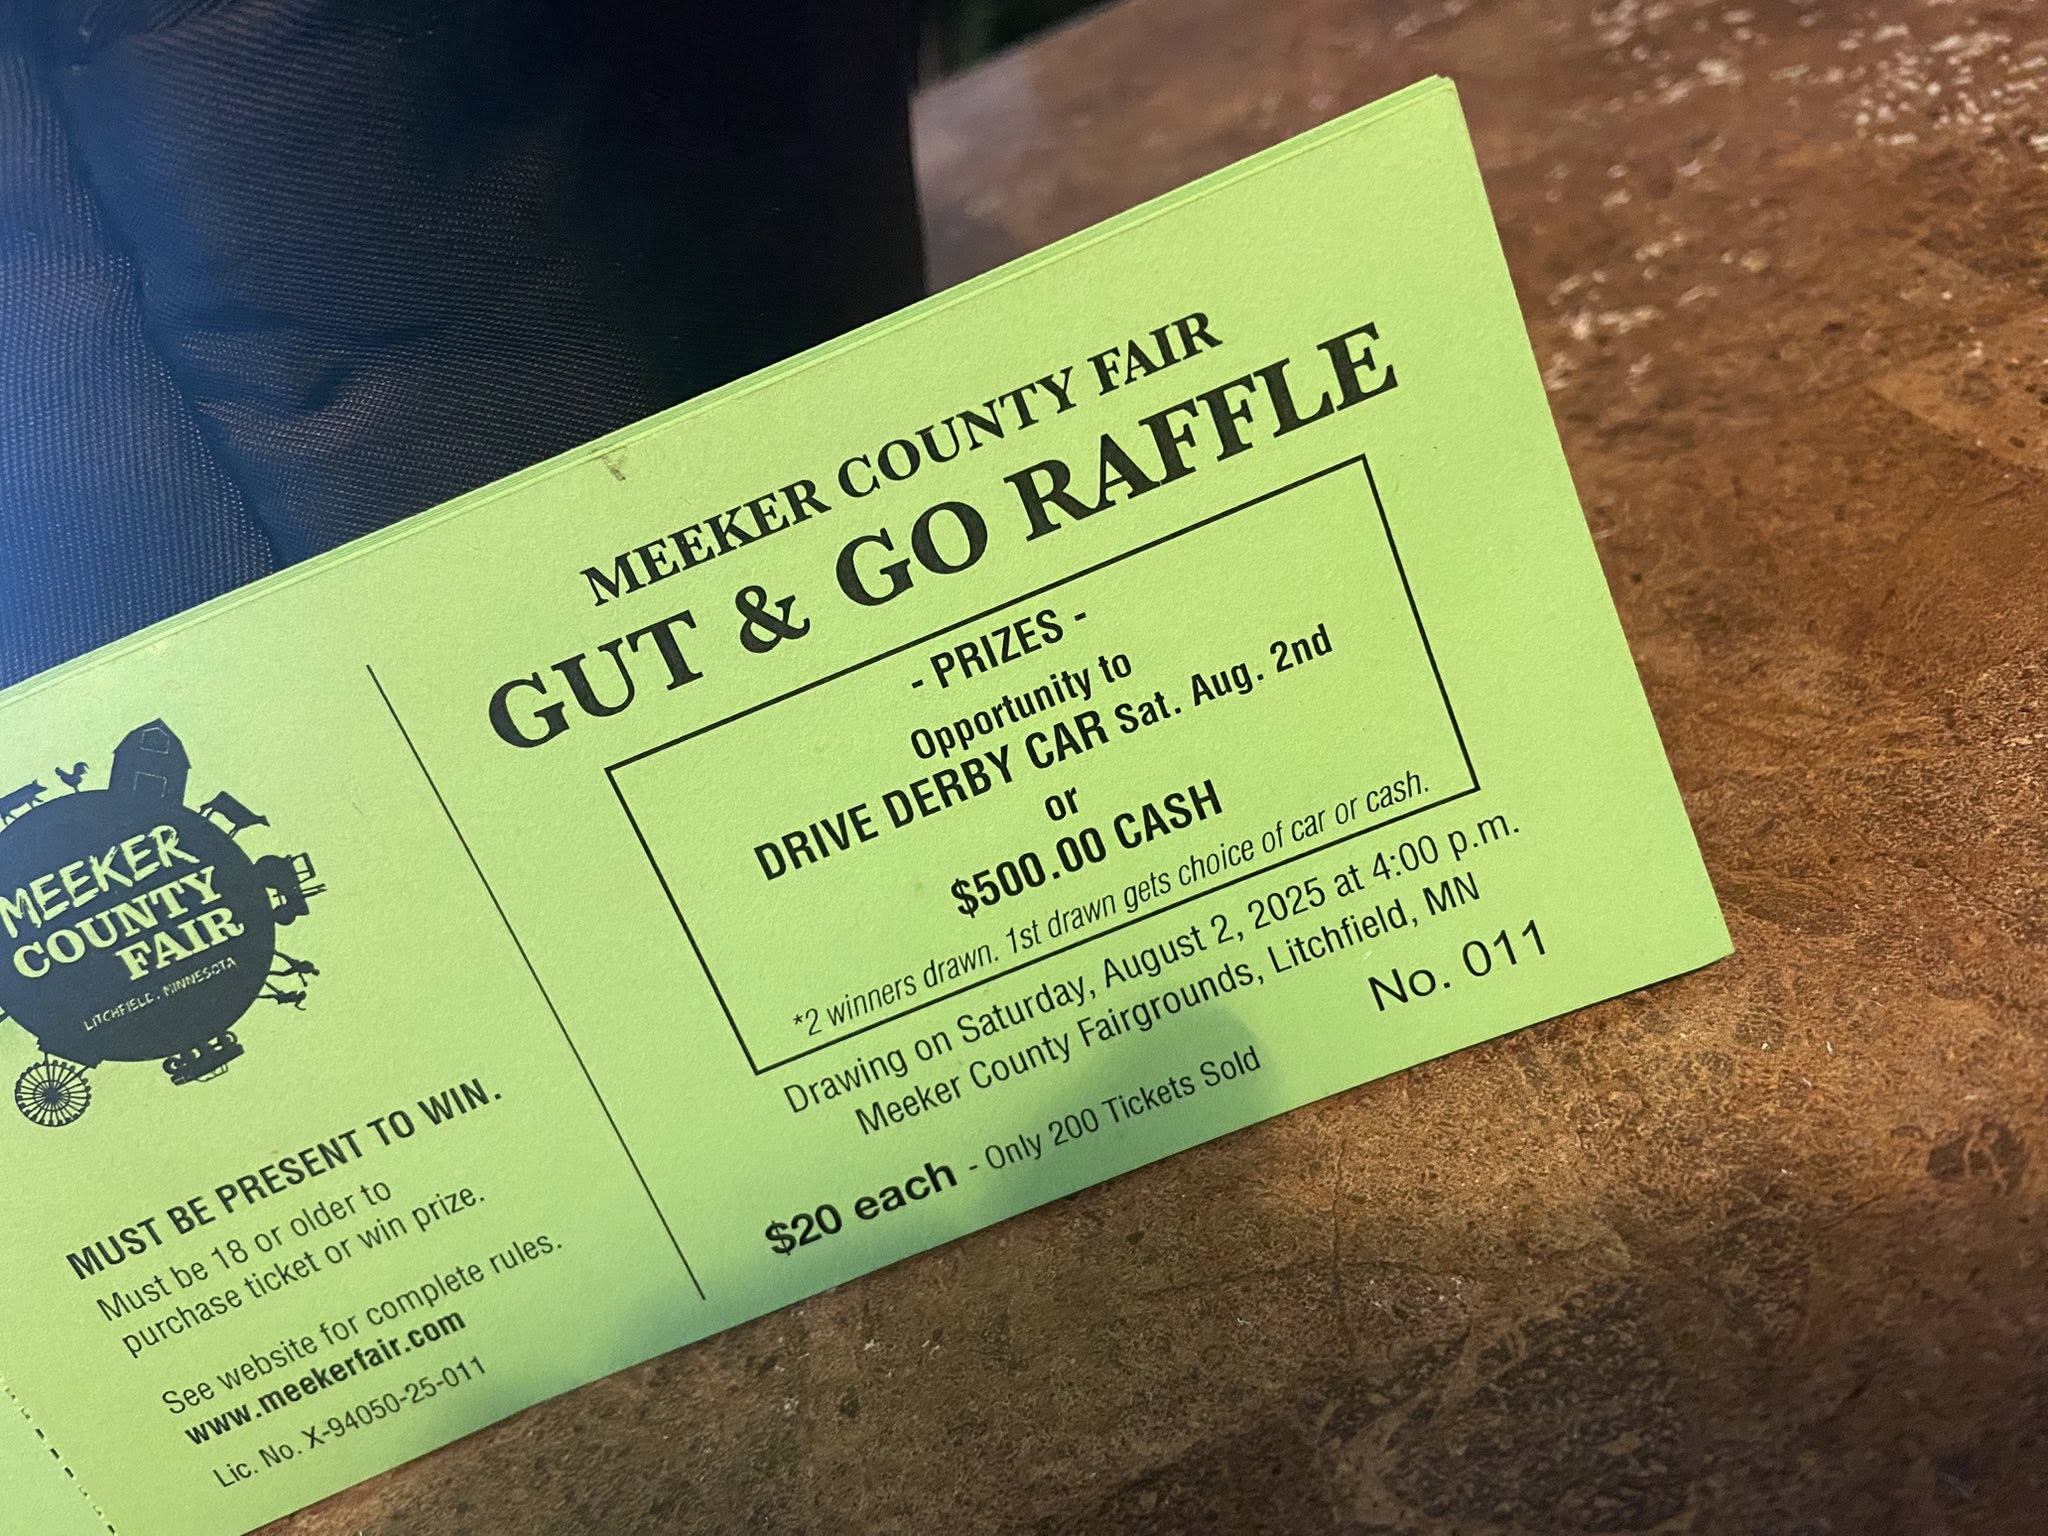 MEEKER
COUNTY
FAIR
LITCHFIELD, MINNESOTA
MUST BE PRESENT TO WIN.
Must be 18 or older to
purchase ticket or win prize.
See website for complete rules.
www.meekerfair.com
Lic. No. X-94050-25-011
MEEKER COUNTY FAIR
GUT & GO RAFFLE
- PRIZES -
Opportunity to
DRIVE DERBY CAR Sat. Aug. 2nd
or
$500.00 CASH
*2 winners drawn. 1st drawn gets choice of car or cash.
Drawing on Saturday, August 2, 2025 at 4:00 p.m.
Meeker County Fairgrounds, Litchfield, MN
No. 011
$20 each - Only 200 Tickets Sold